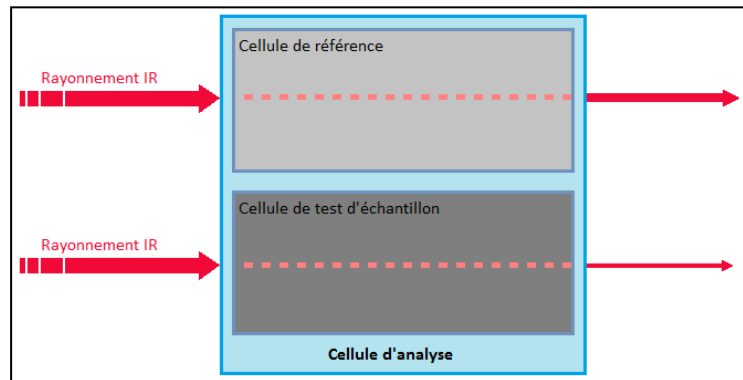 Cellule de référence
Rayonnement IR
Cellule de test d'échantillon
Rayonnement IR
Cellule d'analyse